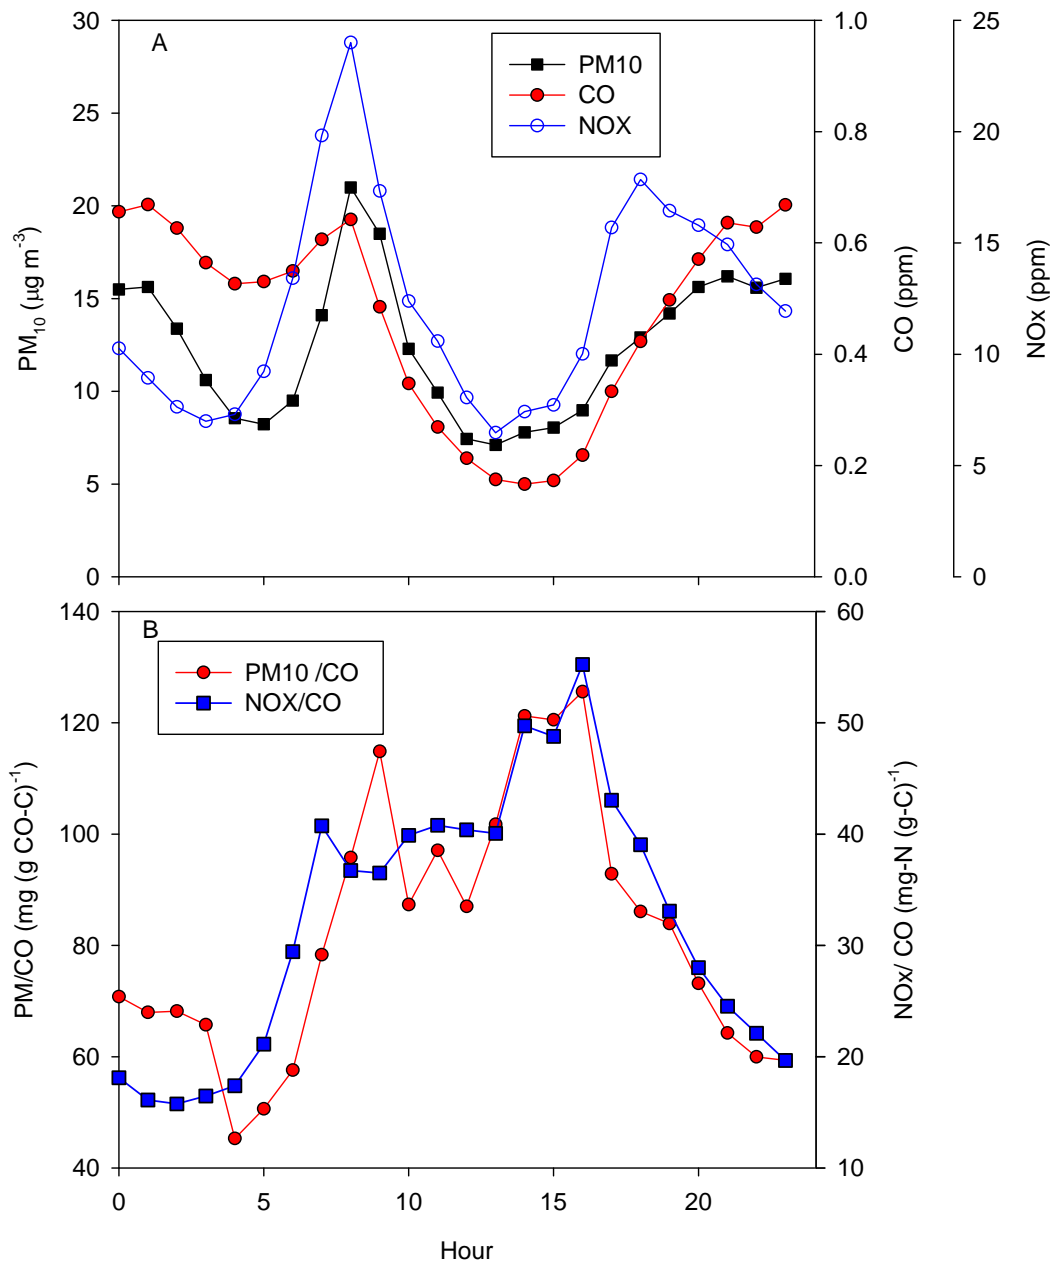 A
PM10
CO
NOX
30
25
20
15
10
5
0
PM₁₀ (μg m⁻³)
1.0
0.8
0.6
0.4
0.2
0.0
CO (ppm)
25
20
15
10
5
0
NOx (ppm)
B
PM10 /CO
NOX/CO
140
120
100
80
60
40
PM/CO (mg (g CO-C)⁻¹)
60
50
40
30
20
10
NOx/ CO (mg-N (g-C)⁻¹)
0 5 10 15 20
Hour